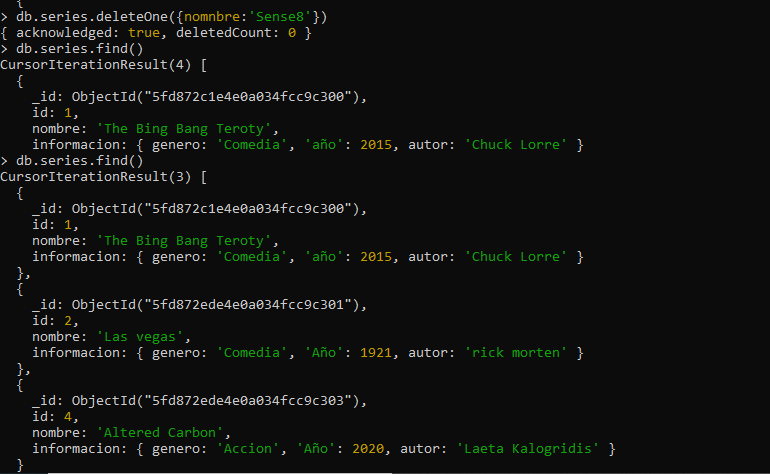 {
> db.series.deleteOne({nomnbre:'Sense8'})
{ acknowledged: true, deletedCount: 0 }
> db.series.find()
CursorIterationResult(4) [
  {
    _id: ObjectId("5fd872c1e4e0a034fcc9c300"),
    id: 1,
    nombre: 'The Bing Bang Teroty',
    informacion: { genero: 'Comedia', 'año': 2015, autor: 'Chuck Lorre' }
> db.series.find()
CursorIterationResult(3) [
  {
    _id: ObjectId("5fd872c1e4e0a034fcc9c300"),
    id: 1,
    nombre: 'The Bing Bang Teroty',
    informacion: { genero: 'Comedia', 'año': 2015, autor: 'Chuck Lorre' }
  },
  {
    _id: ObjectId("5fd872ede4e0a034fcc9c301"),
    id: 2,
    nombre: 'Las vegas',
    informacion: { genero: 'Comedia', 'Año': 1921, autor: 'rick morten' }
  },
  {
    _id: ObjectId("5fd872ede4e0a034fcc9c303"),
    id: 4,
    nombre: 'Altered Carbon',
    informacion: { genero: 'Accion', 'Año': 2020, autor: 'Laeta Kalogridis' }
  }